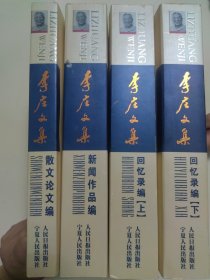 LIZHUANG
WENJI
李庄文集
散文论文编
人民日报出版社
宁夏人民出版社
LIZHUANG
WENJI
李庄文集
新闻作品编
人民日报出版社
宁夏人民出版社
LIZHUANG
WENJI
李庄文集
回忆录编【上】
人民日报出版社
宁夏人民出版社
LIZHUANG
WENJI
李庄文集
回忆录编【下】
人民日报出版社
宁夏人民出版社